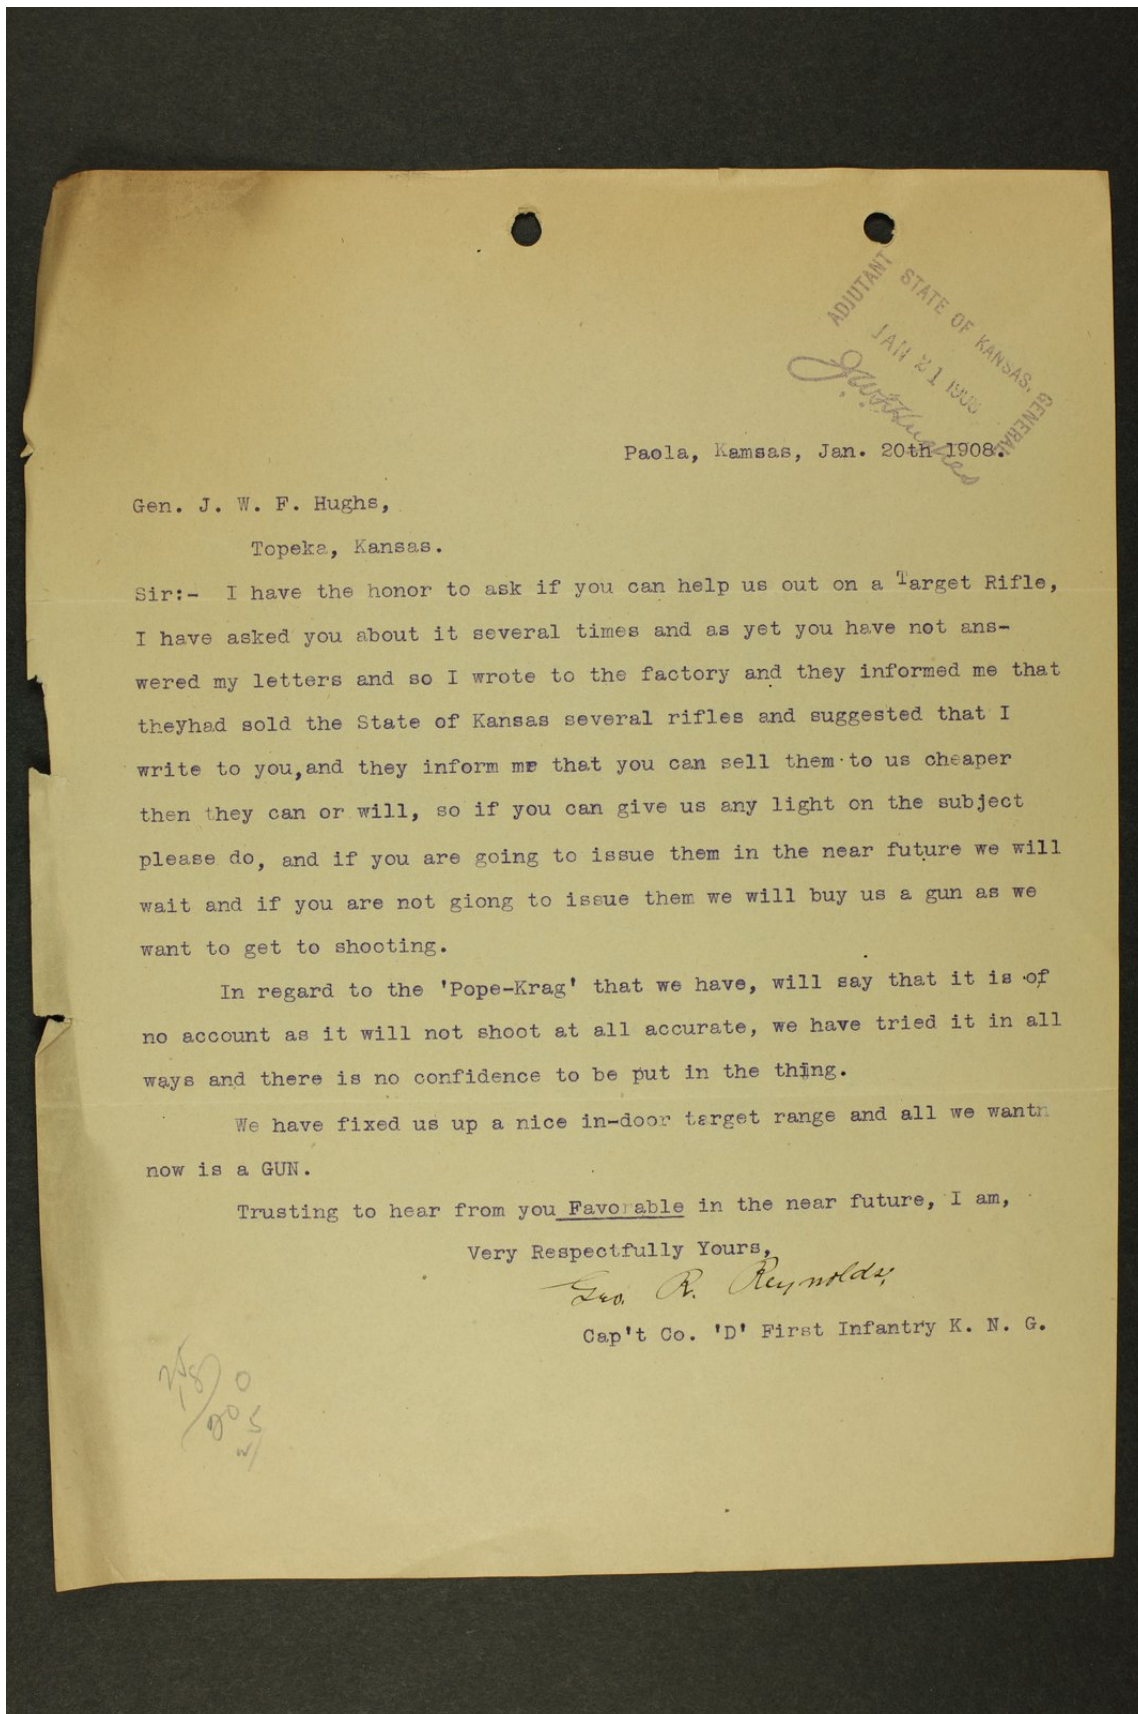 ADJUTANT
STATE OF KANSAS,
GENERAL
JAN 21 1908
J. W. F. Hughes
Paola, Kamsas, Jan. 20th 1908.
Gen. J. W. F. Hughs,
Topeka, Kansas.
Sir:- I have the honor to ask if you can help us out on a Target Rifle,
I have asked you about it several times and as yet you have not ans-
wered my letters and so I wrote to the factory and they informed me that
theyhad sold the State of Kansas several rifles and suggested that I
write to you,and they inform me that you can sell them to us cheaper
then they can or will, so if you can give us any light on the subject
please do, and if you are going to issue them in the near future we will
wait and if you are not giong to issue them we will buy us a gun as we
want to get to shooting.
In regard to the 'Pope-Krag' that we have, will say that it is of
no account as it will not shoot at all accurate, we have tried it in all
ways and there is no confidence to be put in the thing.
We have fixed us up a nice in-door target range and all we wantn
now is a GUN.
Trusting to hear from you Favorable in the near future, I am,
Very Respectfully Yours,
Geo. R. Reynolds,
Cap't Co. 'D' First Infantry K. N. G.